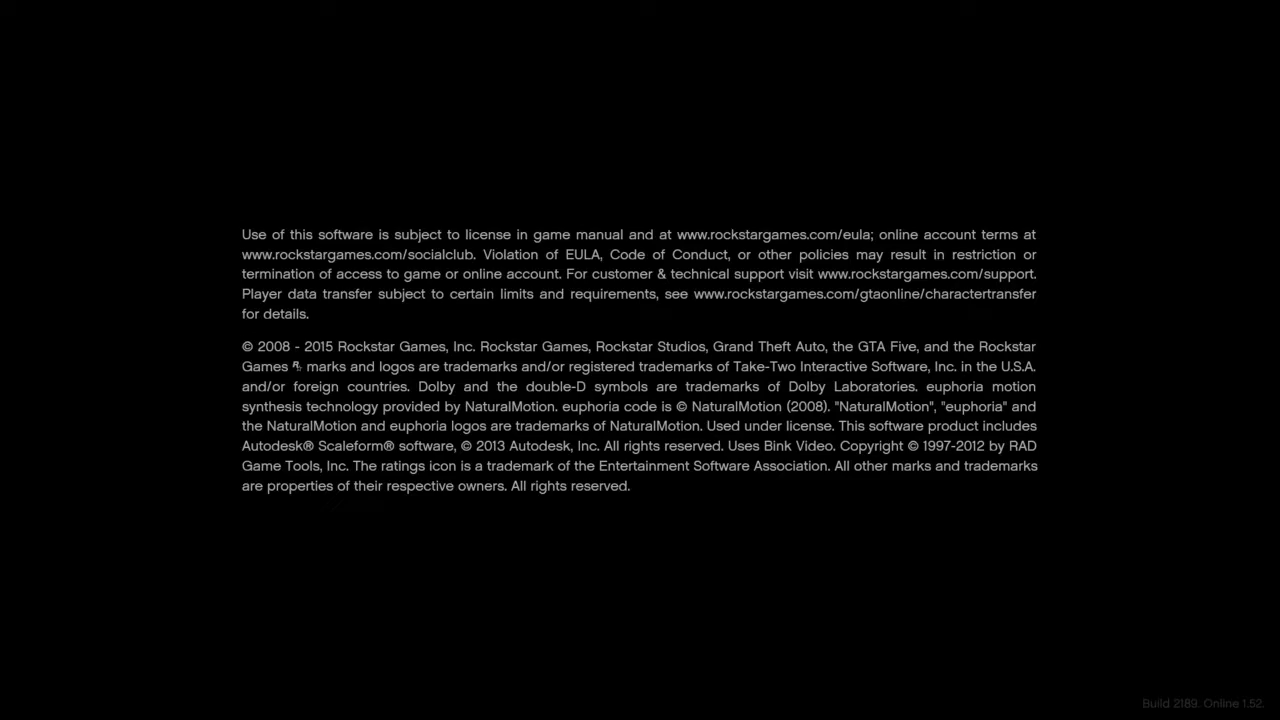 Use of this software is subject to license in game manual and at www.rockstargames.com/eula; online account terms at
www.rockstargames.com/socialclub. Violation of EULA, Code of Conduct, or other policies may result in restriction or
termination of access to game or online account. For customer & technical support visit www.rockstargames.com/support.
Player data transfer subject to certain limits and requirements, see www.rockstargames.com/gtaonline/charactertransfer
for details.
© 2008 - 2015 Rockstar Games, Inc. Rockstar Games, Rockstar Studios, Grand Theft Auto, the GTA Five, and the Rockstar
Games R* marks and logos are trademarks and/or registered trademarks of Take-Two Interactive Software, Inc. in the U.S.A.
and/or foreign countries. Dolby and the double-D symbols are trademarks of Dolby Laboratories. euphoria motion
synthesis technology provided by NaturalMotion. euphoria code is © NaturalMotion (2008). "NaturalMotion", "euphoria" and
the NaturalMotion and euphoria logos are trademarks of NaturalMotion. Used under license. This software product includes
Autodesk® Scaleform® software, © 2013 Autodesk, Inc. All rights reserved. Uses Bink Video. Copyright © 1997-2012 by RAD
Game Tools, Inc. The ratings icon is a trademark of the Entertainment Software Association. All other marks and trademarks
are properties of their respective owners. All rights reserved.
Build 2189. Online 1.52.